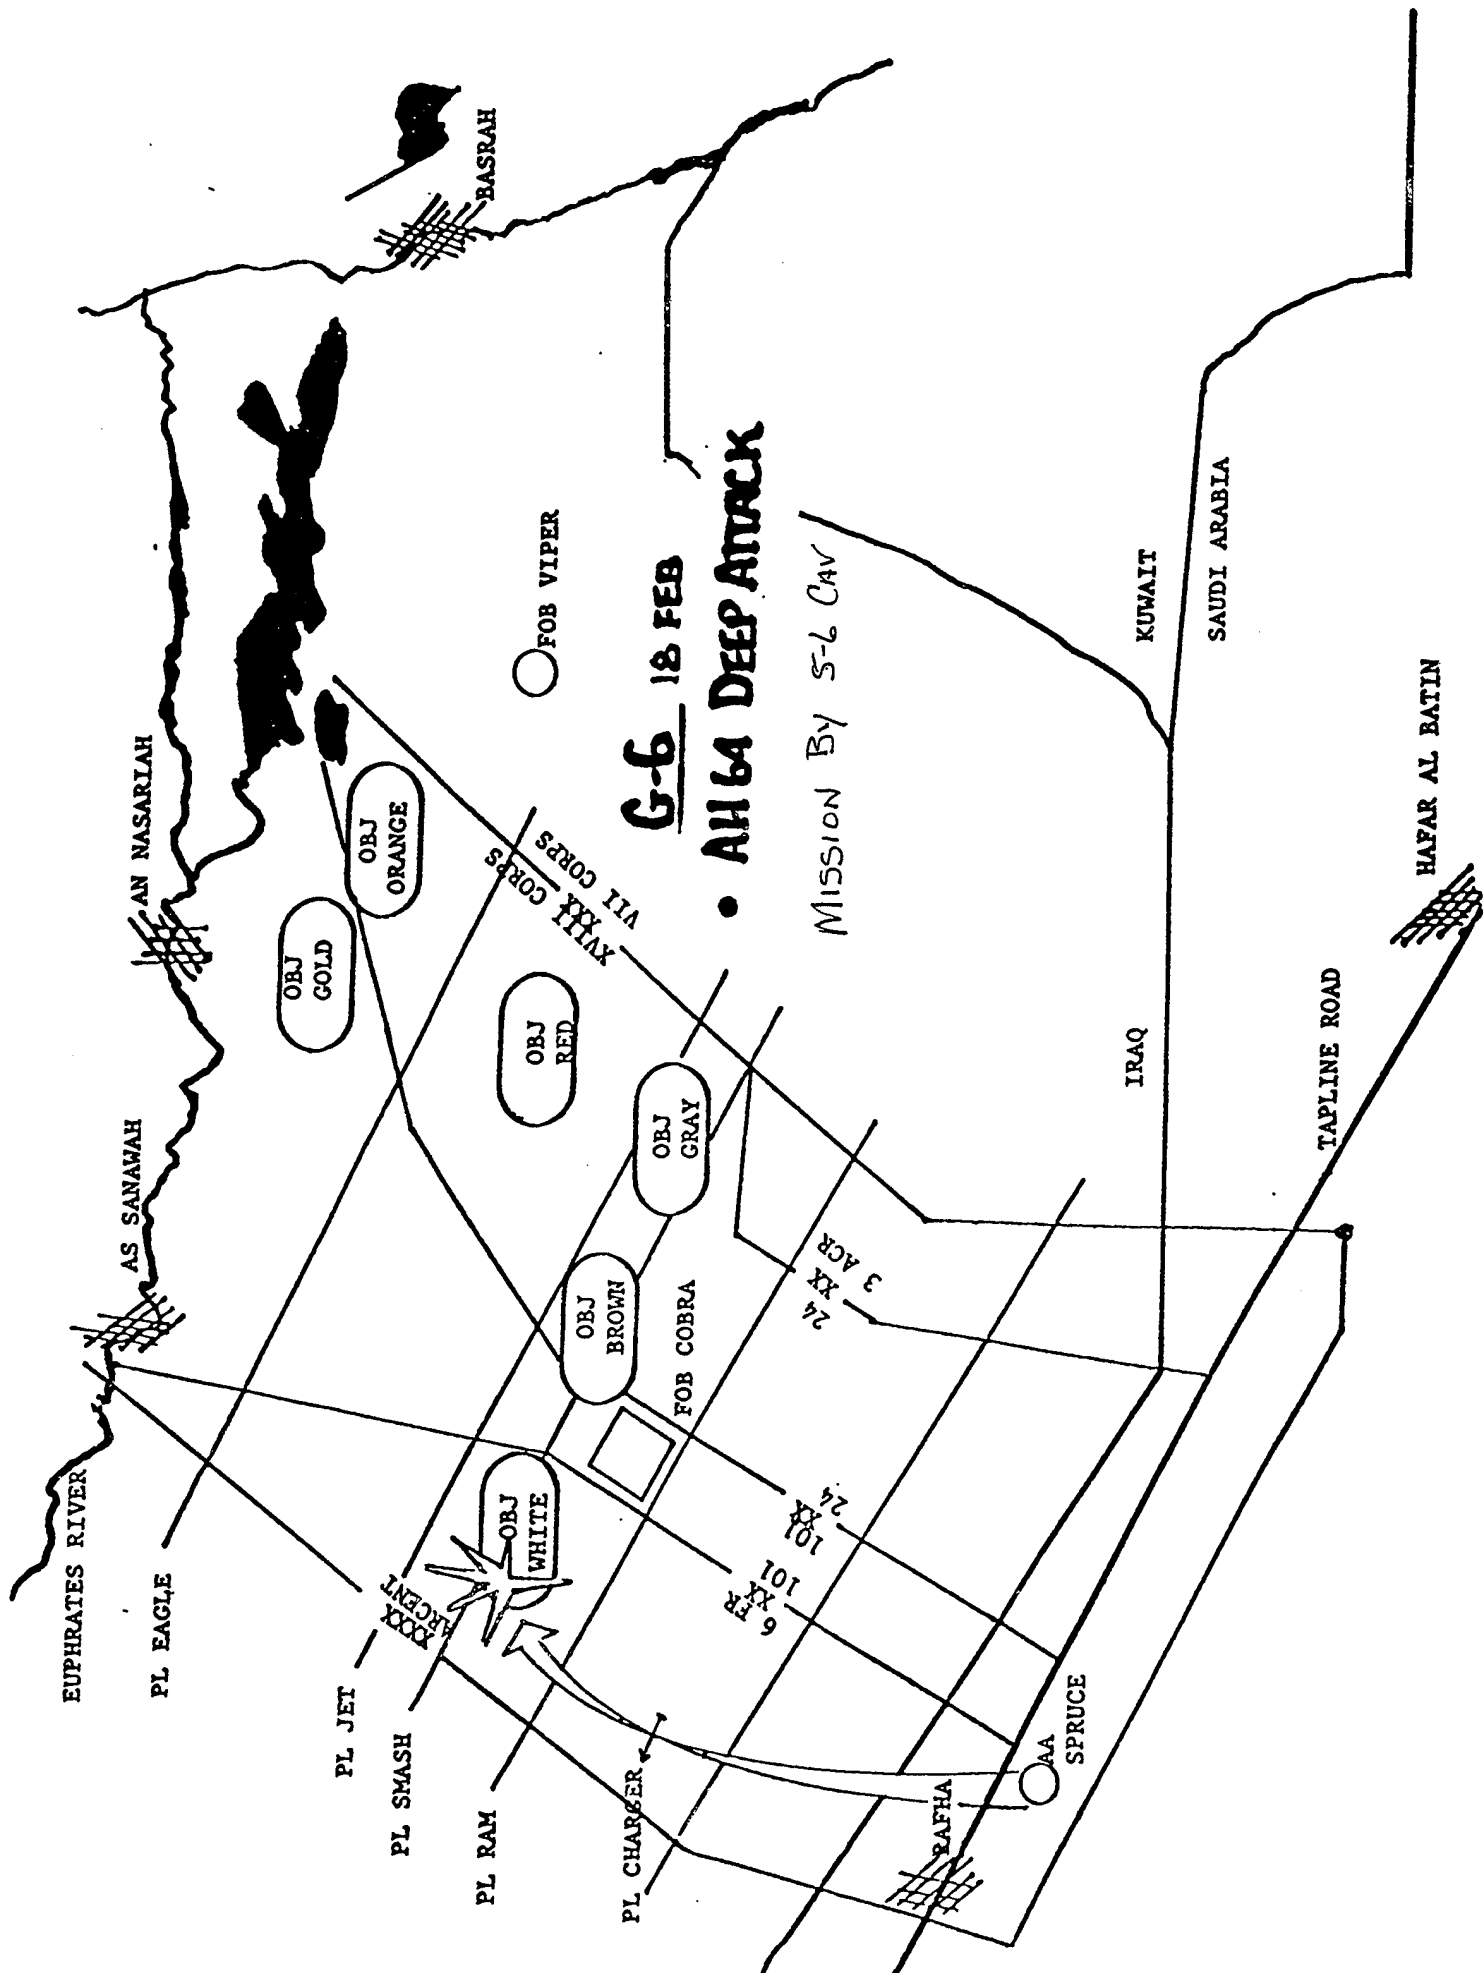 EUPHRATES RIVER
AS SANAWAH
AN NASARIAH
BASRAH
PL EAGLE
PL JET
PL SMASH
PL RAM
PL CHARGER
XXXX
ARCENT
OBJ
WHITE
OBJ
BROWN
OBJ
GRAY
OBJ
RED
OBJ
GOLD
OBJ
ORANGE
FOB COBRA
FOB VIPER
XVIII CORPS
XXX
VII CORPS
G-6 18 FEB
• AH64 DEEP ATTACK
MISSION BY 5-6 CAV
6 FR
XX
101
101
XX
24
24
XX
3 ACR
RAFHA
AA
SPRUCE
IRAQ
KUWAIT
SAUDI ARABIA
TAPLINE ROAD
HAFAR AL BATIN